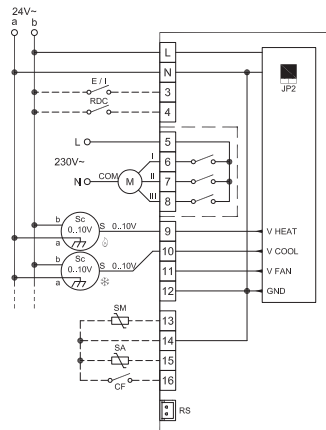 24V~
a b
L
N
E / I
3
RDC
4
JP2
L
5
230V~
I
6
COM
M
N
II
7
III
8
b
Sc
0..10V
S 0..10V
a
9
V HEAT
b
Sc
0..10V
S 0..10V
a
10
V COOL
11
V FAN
12
GND
SM
13
14
SA
15
CF
16
RS